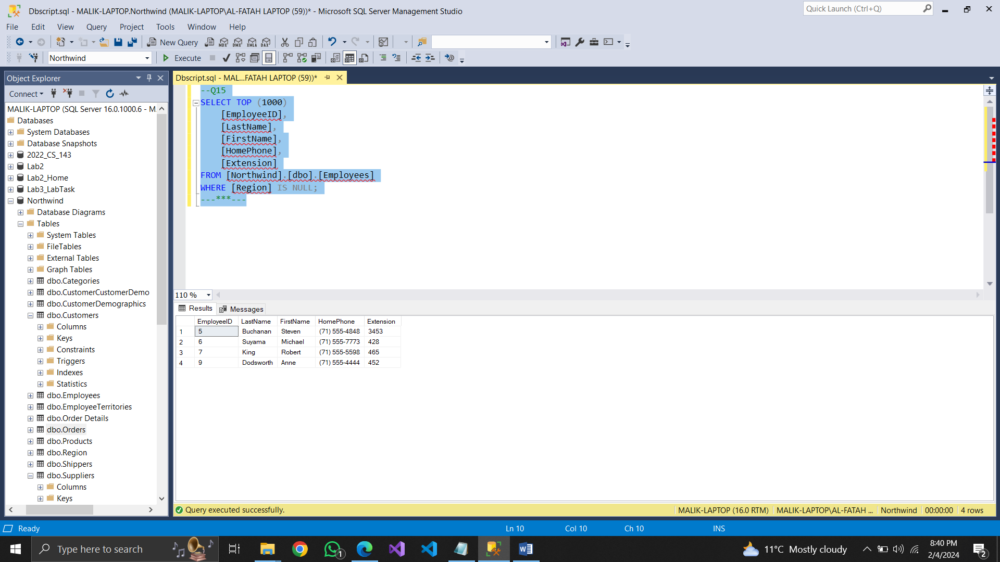 Dbscript.sql - MALIK-LAPTOP.Northwind (MALIK-LAPTOP\AL-FATAH LAPTOP (59))* - Microsoft SQL Server Management Studio
Quick Launch (Ctrl+Q)
File Edit View Query Project Tools Window Help
New Query MDX DMX XMLA DAX
Northwind Execute
Object Explorer
Connect
MALIK-LAPTOP (SQL Server 16.0.1000.6 - M
Databases
System Databases
Database Snapshots
2022_CS_143
Lab2
Lab2_Home
Lab3_LabTask
Northwind
Database Diagrams
Tables
System Tables
FileTables
External Tables
Graph Tables
dbo.Categories
dbo.CustomerCustomerDemo
dbo.CustomerDemographics
dbo.Customers
Columns
Keys
Constraints
Triggers
Indexes
Statistics
dbo.Employees
dbo.EmployeeTerritories
dbo.Order Details
dbo.Orders
dbo.Products
dbo.Region
dbo.Shippers
dbo.Suppliers
Columns
Keys
Dbscript.sql - MAL...FATAH LAPTOP (59))*
--Q15
SELECT TOP (1000)
[EmployeeID],
[LastName],
[FirstName],
[HomePhone],
[Extension]
FROM [Northwind].[dbo].[Employees]
WHERE [Region] IS NULL;
---***---
110 %
Results Messages
EmployeeID LastName FirstName HomePhone Extension
1 5 Buchanan Steven (71) 555-4848 3453
2 6 Suyama Michael (71) 555-7773 428
3 7 King Robert (71) 555-5598 465
4 9 Dodsworth Anne (71) 555-4444 452
Query executed successfully. MALIK-LAPTOP (16.0 RTM) MALIK-LAPTOP\AL-FATAH ... Northwind 00:00:00 4 rows
Ready Ln 10 Col 10 Ch 10 INS
Type here to search 1 11°C Mostly cloudy 8:40 PM
2/4/2024 2